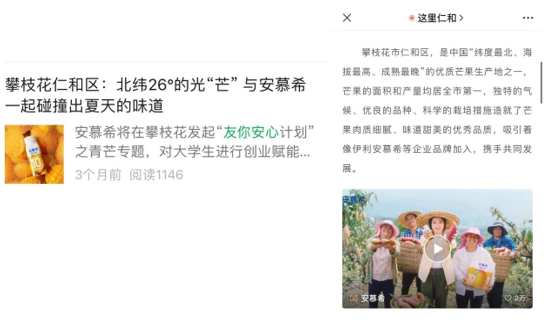 攀枝花仁和区：北纬26°的光“芒” 与安慕希
一起碰撞出夏天的味道
安慕希将在攀枝花发起“友你安心计划”
之青芒专题，对大学生进行创业赋能...
3个月前 阅读1146
这里仁和 >
攀枝花市仁和区，是中国“纬度最北、海
拔最高、成熟最晚”的优质芒果生产地之一，
芒果的面积和产量均居全市第一，独特的气
候、优良的品种、科学的栽培措施造就了芒
果肉质细腻、味道甜美的优秀品质，吸引着
像伊利安慕希等企业品牌加入，携手共同发
展。
安慕希
安慕希
2万